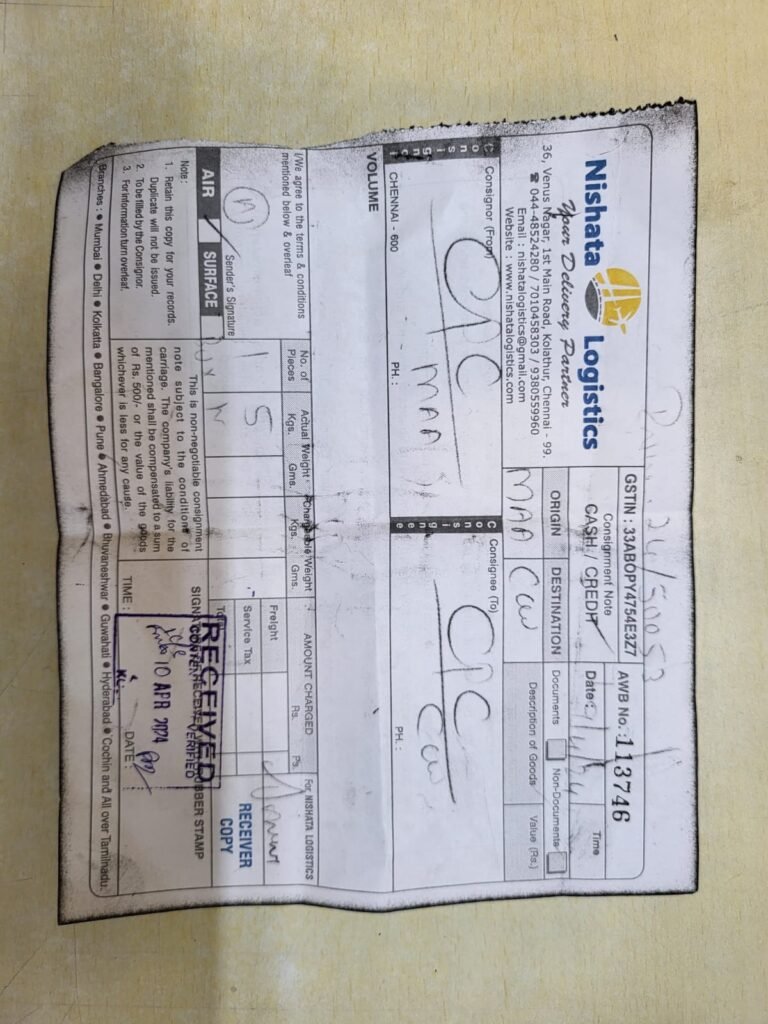 24/50053
Nishata Logistics
Your Delivery Partner
36, Venus Nagar, 1st Main Road, Kolathur, Chennai - 99.
☎ 044-48524280 / 7010458303 / 9380559960
Email : nishatalogistics@gmail.com
Website : www.nishatalogistics.com
GSTIN : 33ABOPY4754E3Z7
Consignment Note
CASH / CREDIT
AWB No.: 113746
Date :
Time
ORIGIN
DESTINATION
Documents
Non-Documents
MAA
Description of Goods
Value (Rs.)
Consignor
Consignor (From)
CPC
MAA
CHENNAI - 600
PH. :
Consignee
Consignee (To)
CPC
PH. :
VOLUME
I/We agree to the terms & conditions
mentioned below & overleaf
Sender's Signature
No. of
Pieces
Actual Weight
Kgs.
Gms.
Chargeable Weight
Kgs.
Gms.
AMOUNT CHARGED
Rs.
Ps.
For NISHATA LOGISTICS
1
5
Freight
Service Tax
RECEIVER
COPY
AIR
SURFACE
Note :
1. Retain this copy for your records.
Duplicate will not be issued.
2. To be filled by the Consignor.
3. For information turn overleaf.
This is non-negotiable consignment
note subject to the conditions of
carriage. The company's liability for the
mentioned shall be compensated to a sum
of Rs. 500/- or the value of the goods
whichever is less for any cause.
RUBBER STAMP
RECEIVED
VERIFIED
10 APR 2024
TIME :
DATE :
Branches : ● Mumbai ● Delhi ● Kolkatta ● Bangalore ● Pune ● Ahmedabad ● Bhuvaneshwar ● Guwahati ● Hyderabad ● Cochin and All over Tamilnadu.